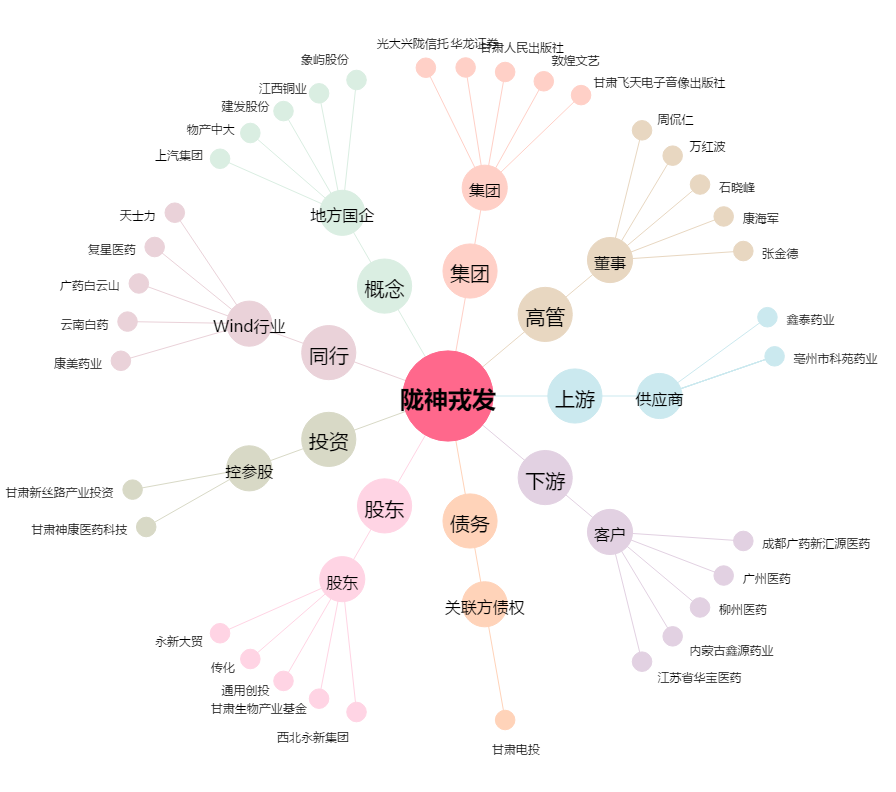 光大兴陇信托
华龙证券
甘肃人民出版社
敦煌文艺
甘肃飞天电子音像出版社
集团
集团
象屿股份
江西铜业
建发股份
物产中大
上汽集团
地方国企
概念
周侃仁
万红波
石晓峰
康海军
张金德
董事
高管
天士力
复星医药
广药白云山
云南白药
康美药业
Wind行业
同行
鑫泰药业
亳州市科苑药业
供应商
上游
陇神戎发
投资
控参股
甘肃新丝路产业投资
甘肃神康医药科技
下游
客户
成都广药新汇源医药
广州医药
柳州医药
内蒙古鑫源药业
江苏省华宝医药
股东
股东
永新大贸
传化
通用创投
甘肃生物产业基金
西北永新集团
债务
关联方债权
甘肃电投